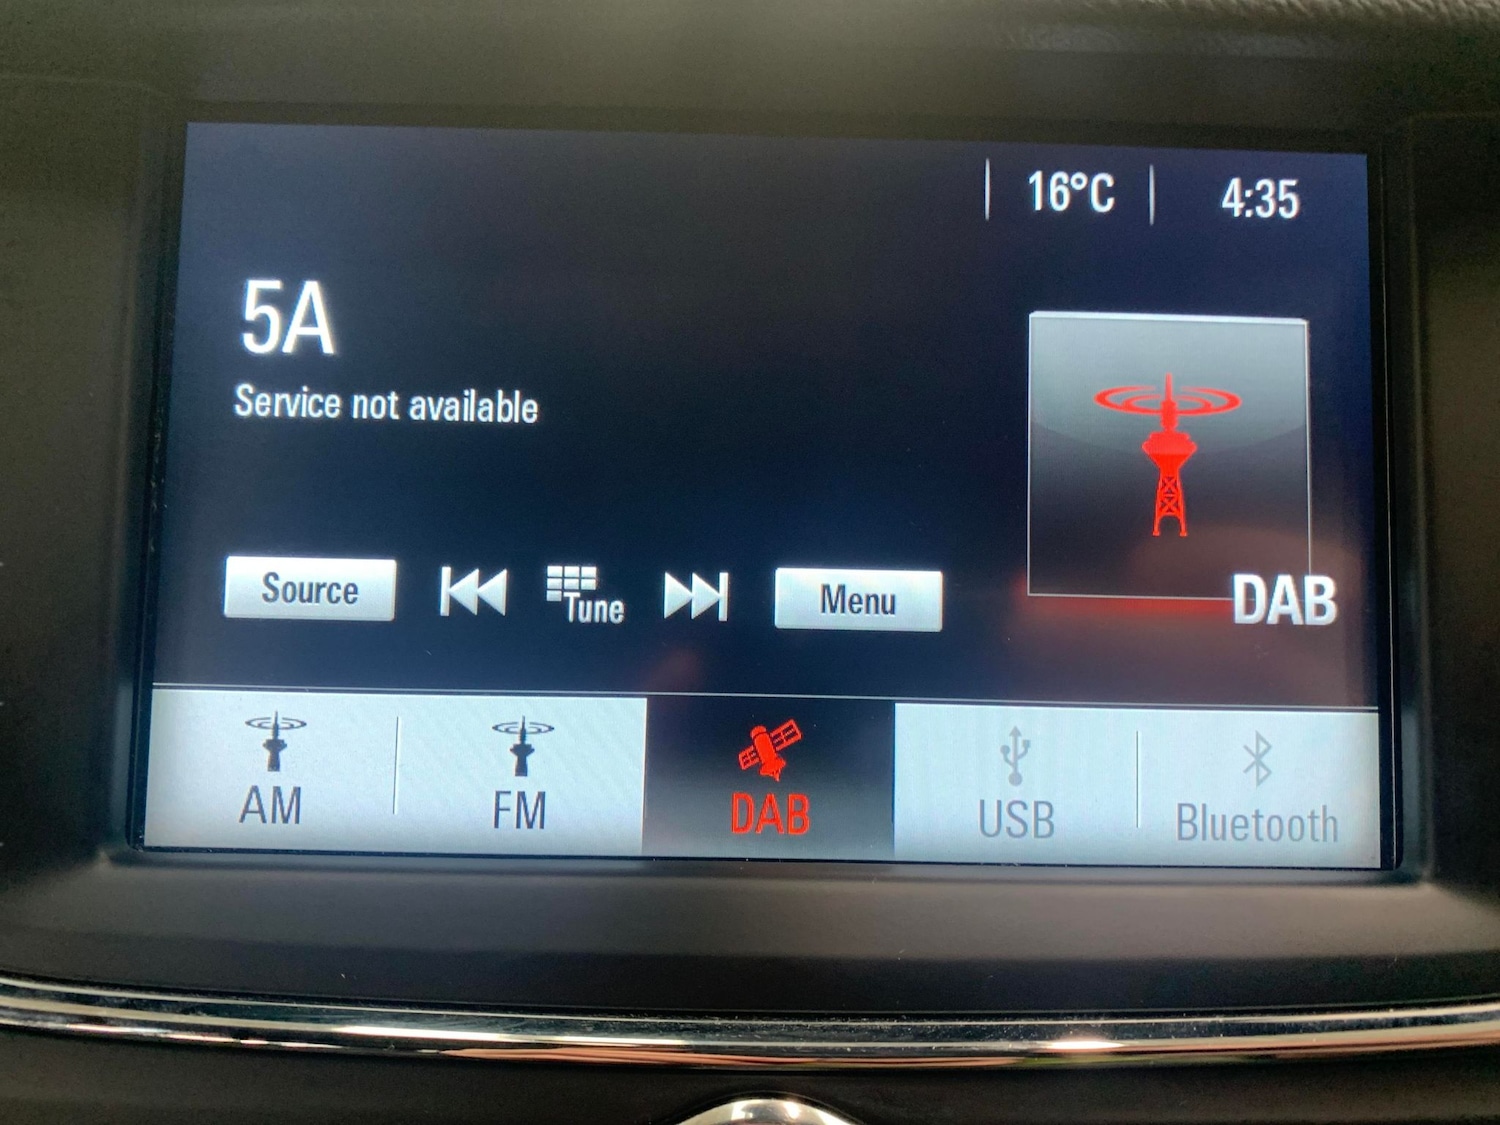 16°C
4:35
5A
Service not available
Source
Tune
Menu
DAB
AM
FM
DAB
USB
Bluetooth